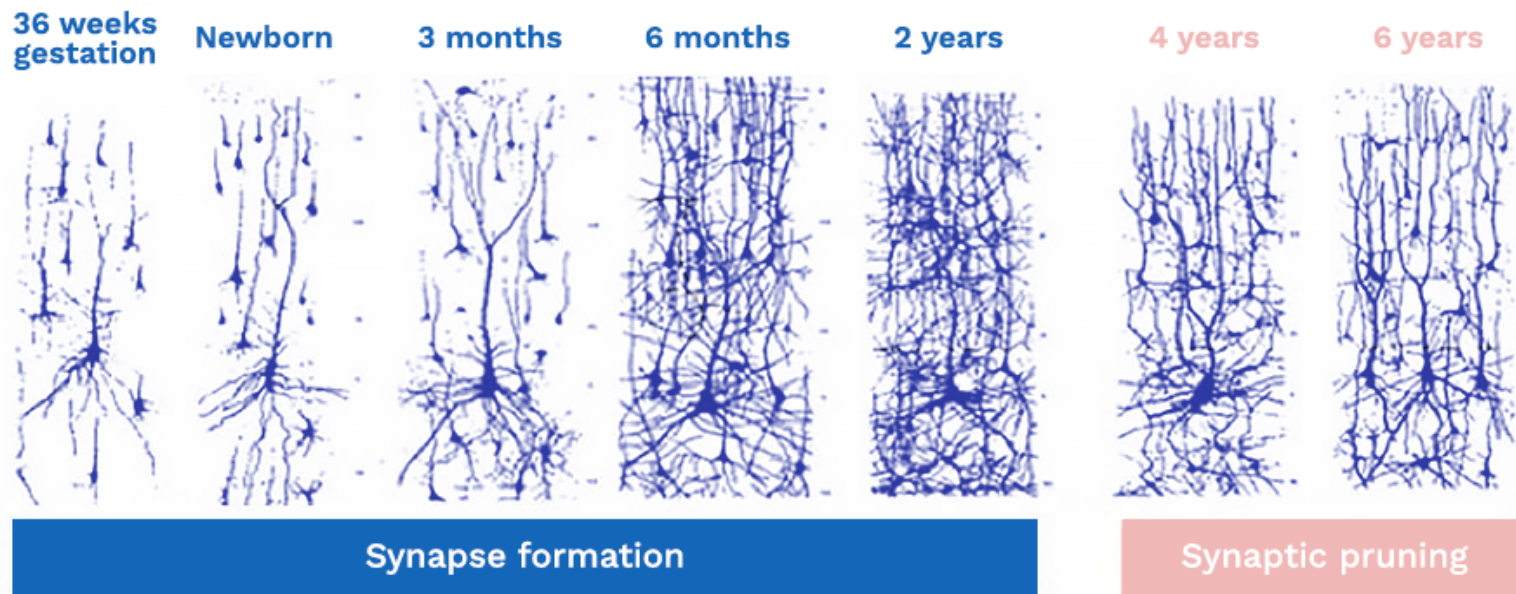 36 weeks
gestation
Newborn
3 months
6 months
2 years
4 years
6 years
Synapse formation
Synaptic pruning